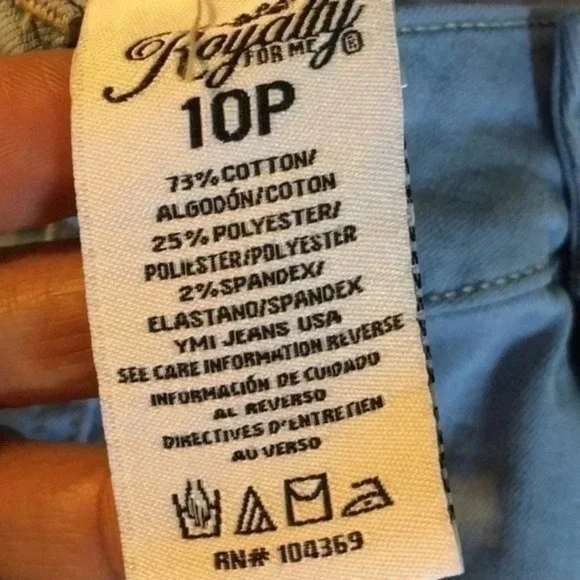 Royalty
FOR ME ®
10P
73% COTTON/
ALGODÓN/COTON
25% POLYESTER/
POLIESTER/POLYESTER
2% SPANDEX/
ELASTANO/SPANDEX
YMI JEANS USA
SEE CARE INFORMATION REVERSE
INFORMACIÓN DE CUIDADO
AL REVERSO
DIRECTIVES D'ENTRETIEN
AU VERSO
RN# 104369